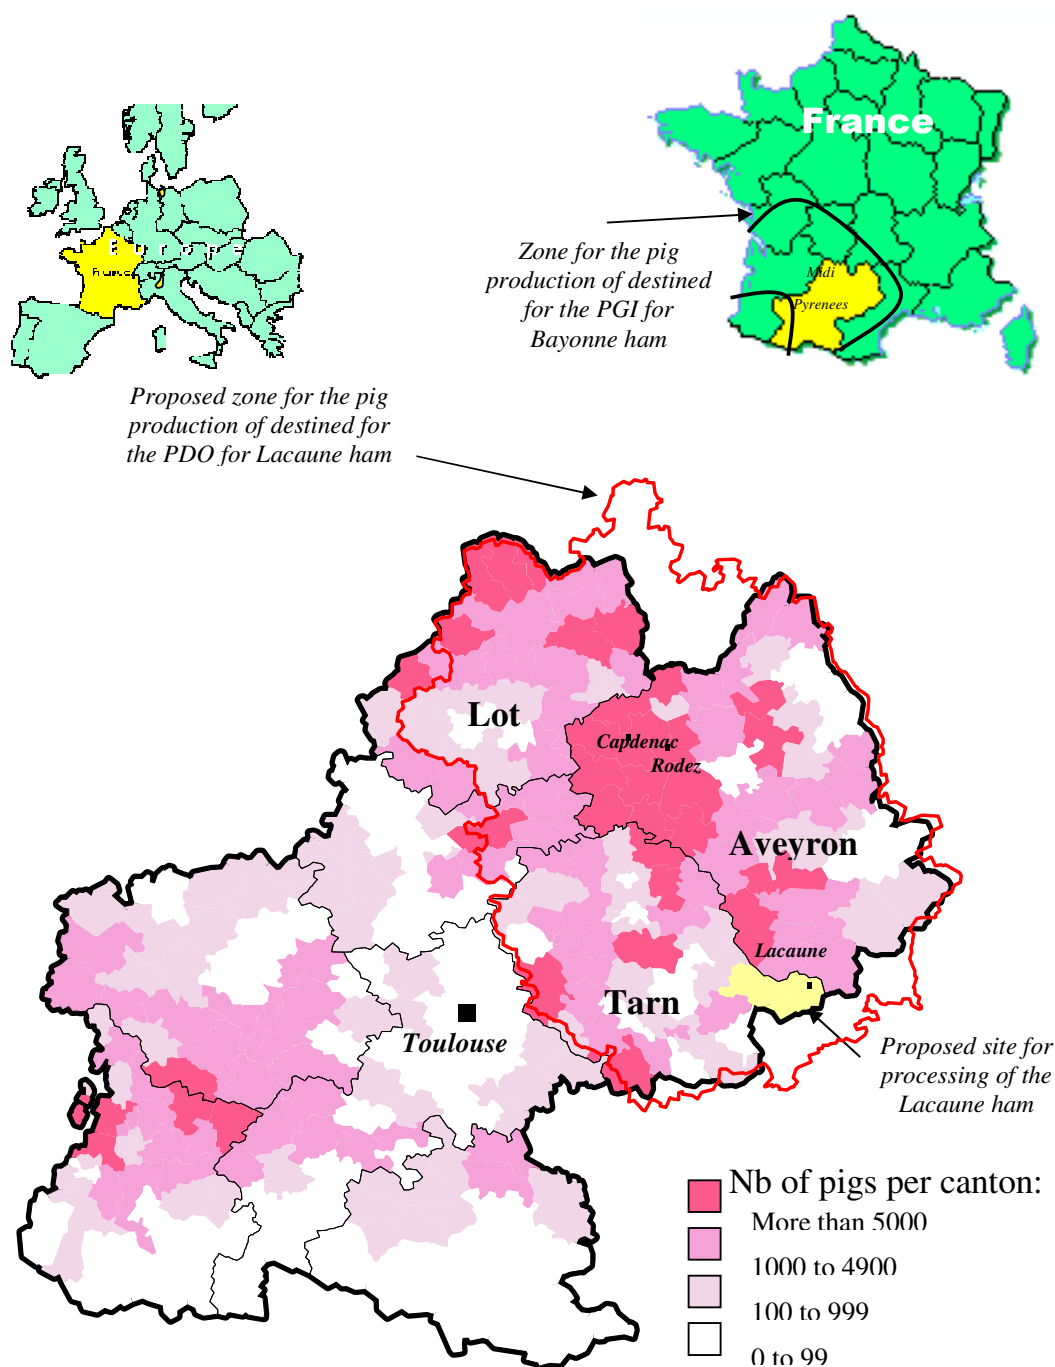 France
Europe
France
Midi
Pyrenees
Zone for the pig
production of destined
for the PGI for
Bayonne ham
Proposed zone for the pig
production of destined for
the PDO for Lacaune ham
Lot
Capdenac
Rodez
Aveyron
Lacaune
Tarn
Toulouse
Proposed site for
processing of the
Lacaune ham
Nb of pigs per canton:
More than 5000
1000 to 4900
100 to 999
0 to 99